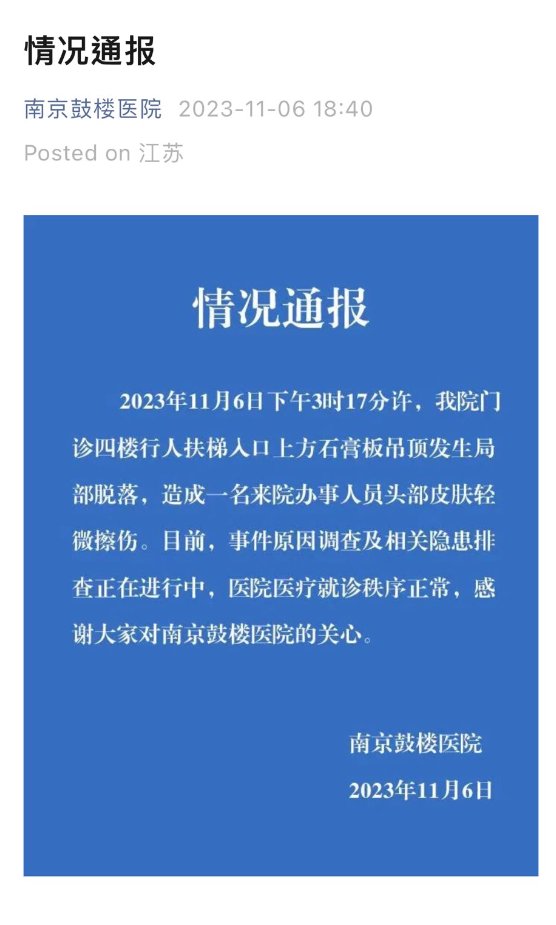 情况通报
南京鼓楼医院 2023-11-06 18:40
Posted on 江苏
情况通报
2023年11月6日下午3时17分许，我院门
诊四楼行人扶梯入口上方石膏板吊顶发生局
部脱落，造成一名来院办事人员头部皮肤轻
微擦伤。目前，事件原因调查及相关隐患排
查正在进行中，医院医疗就诊秩序正常，感
谢大家对南京鼓楼医院的关心。
南京鼓楼医院
2023年11月6日